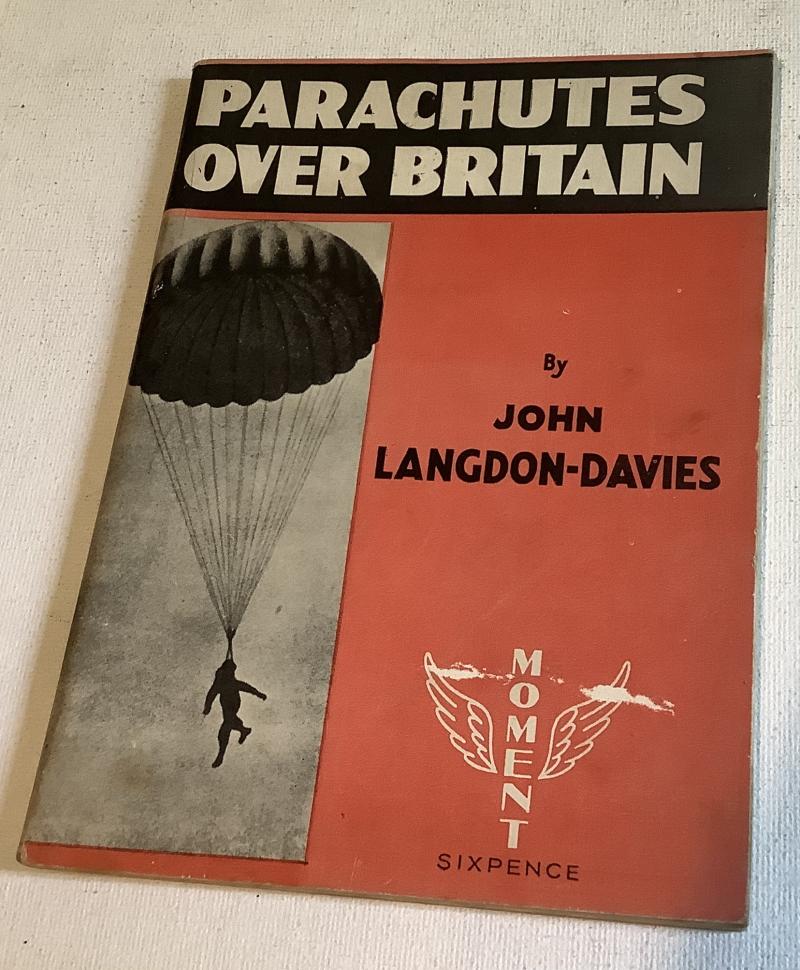 PARACHUTES
OVER BRITAIN
By
JOHN
LANGDON-DAVIES
MOMENT
SIXPENCE